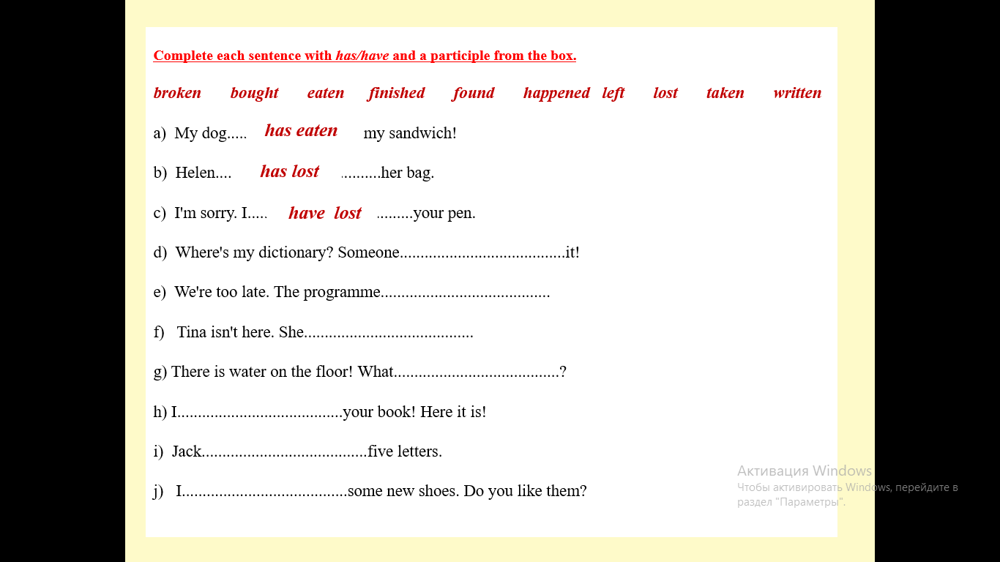 Complete each sentence with has/have and a participle from the box.
broken bought eaten finished found happened left lost taken written
a) My dog..... has eaten my sandwich!
b) Helen.... has lost ..........her bag.
c) I'm sorry. I..... have lost .........your pen.
d) Where's my dictionary? Someone........................................it!
e) We're too late. The programme.........................................
f) Tina isn't here. She.........................................
g) There is water on the floor! What........................................?
h) I........................................your book! Here it is!
i) Jack........................................five letters.
j) I........................................some new shoes. Do you like them?
Активация Windows
Чтобы активировать Windows, перейдите в
раздел "Параметры".